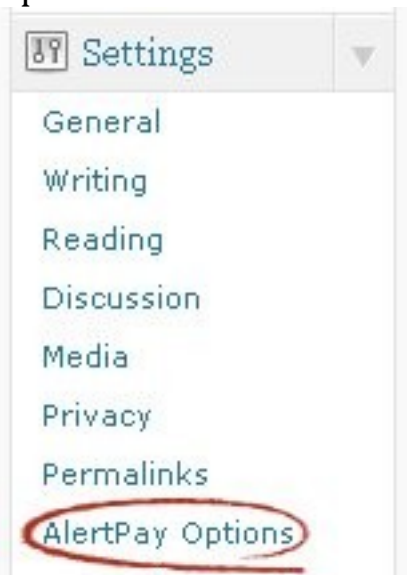 Settings
General
Writing
Reading
Discussion
Media
Privacy
Permalinks
AlertPay Options